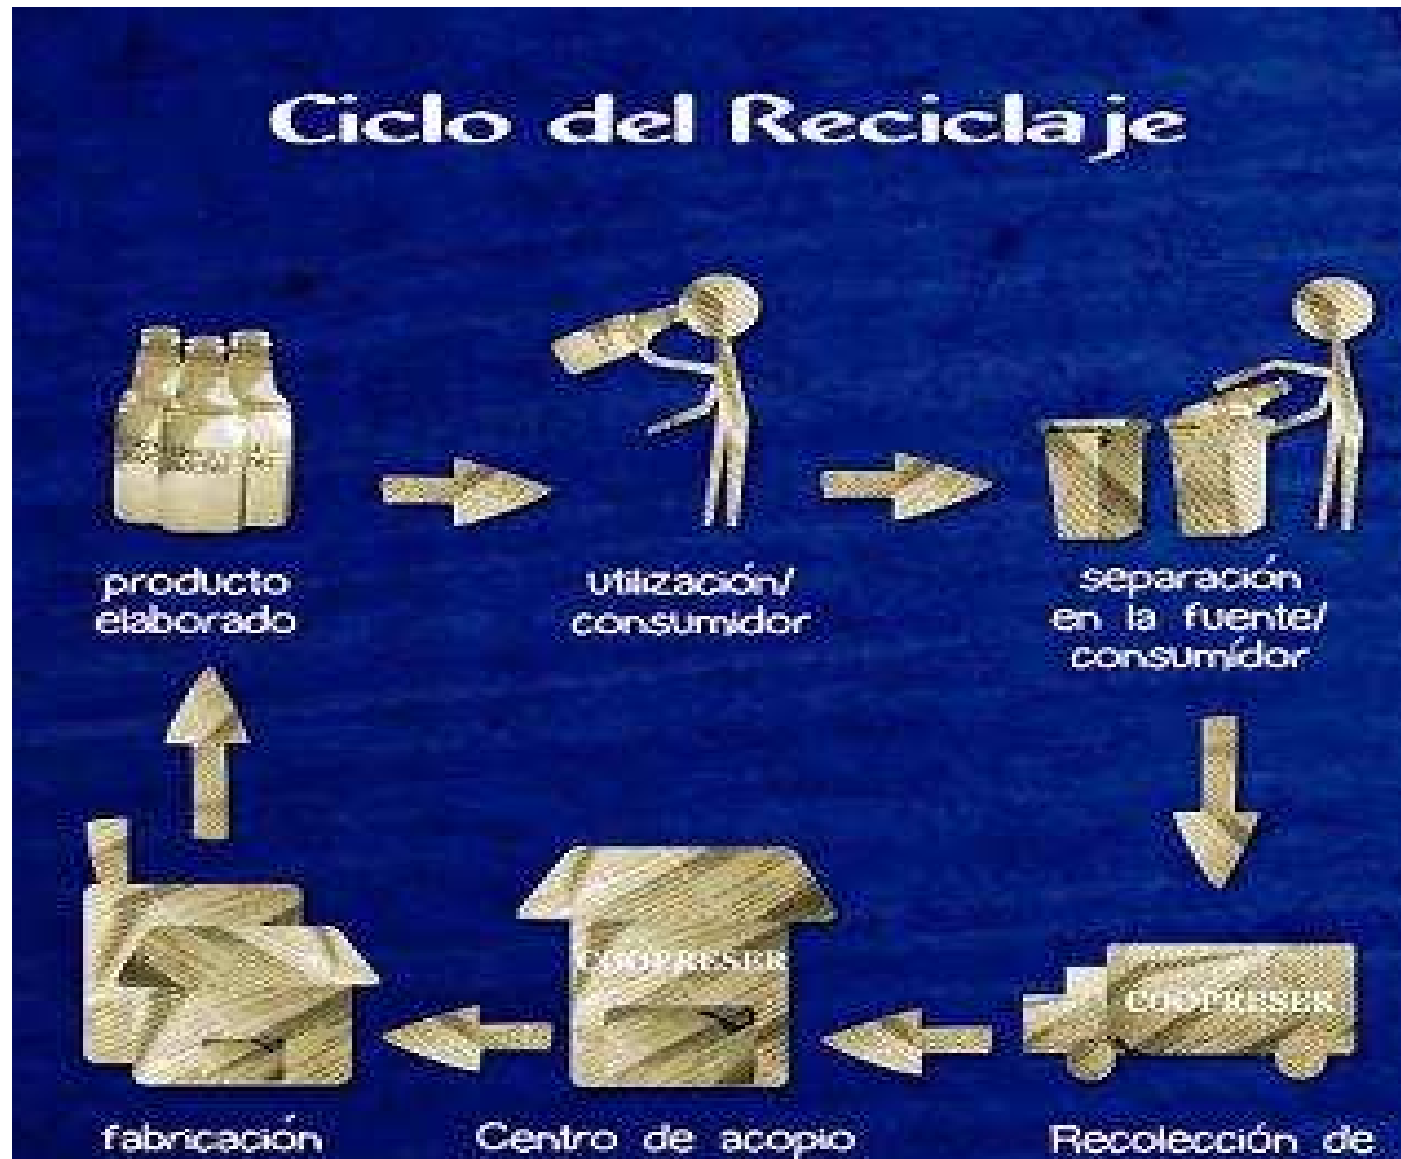 Ciclo del Reciclaje
producto
elaborado
utilización/
consumidor
separación
en la fuente/
consumidor
fabricación
COOPRESER
Centro de acopio
COOPRESER
Recolección de